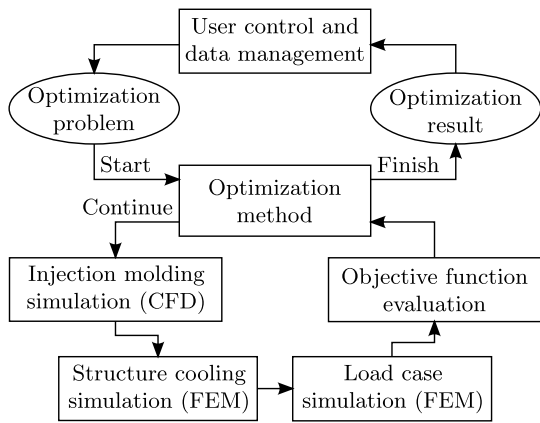 User control and
data management
Optimization
problem
Optimization
result
Start
Finish
Optimization
method
Continue
Injection molding
simulation (CFD)
Objective function
evaluation
Structure cooling
simulation (FEM)
Load case
simulation (FEM)